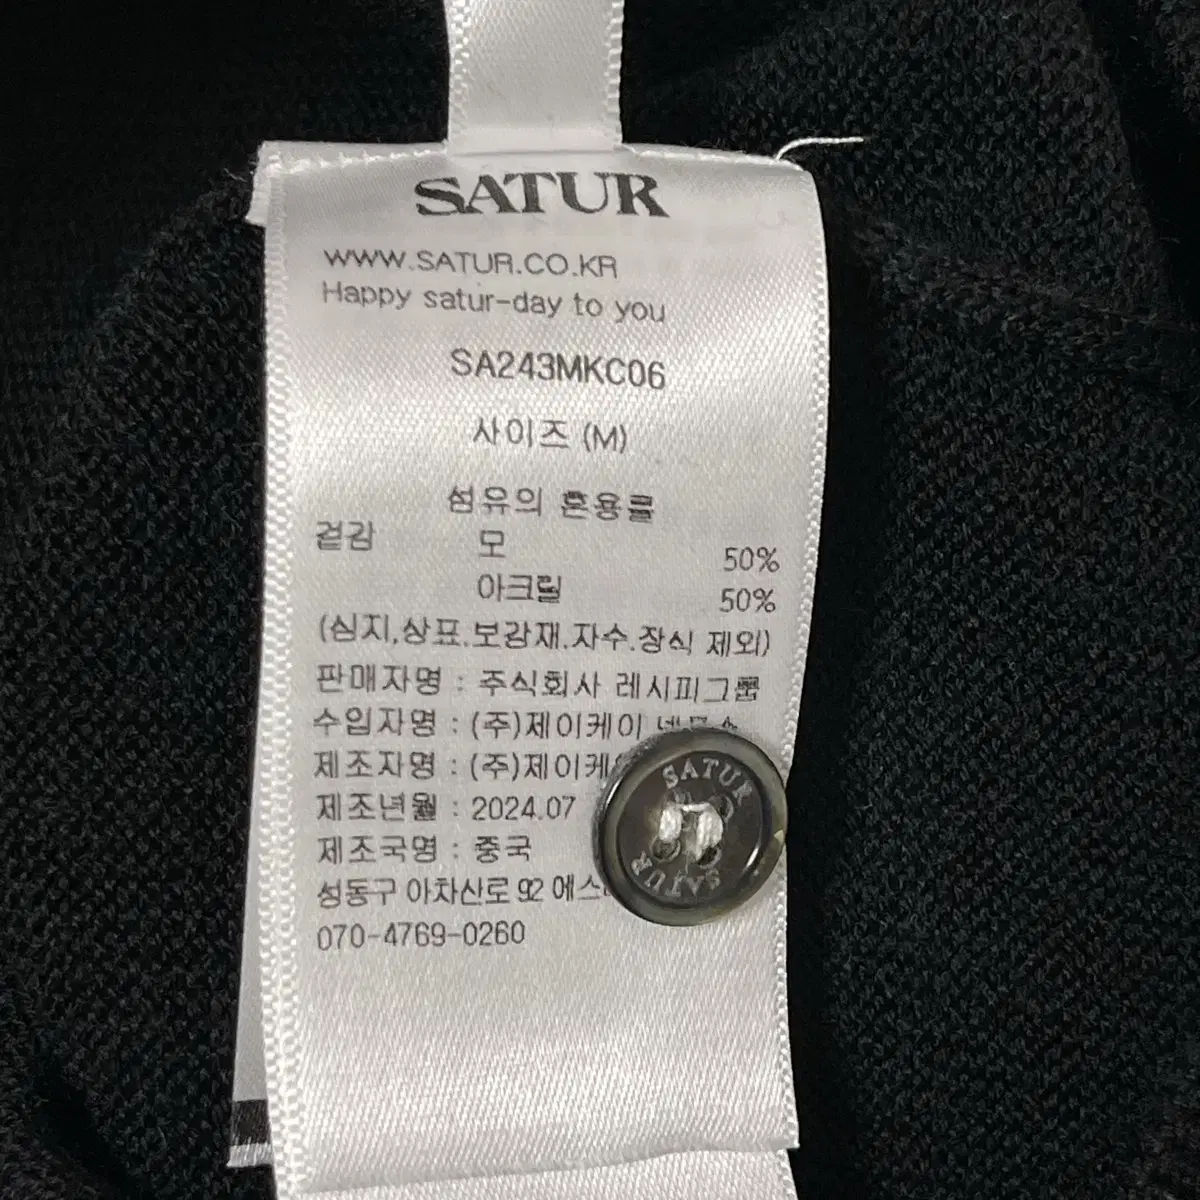 SATUR
WWW.SATUR.CO.KR
Happy satur-day to you
SA243MKC06
사이즈 (M)
섬유의 혼용률
겉감 모 50%
아크릴 50%
(심지,상표.보강재.자수.장식 제외)
판매자명 : 주식회사 레시피그룹
수입자명 : (주)제이케이
제조자명 : (주)제이케이
제조년월 : 2024.07
제조국명 : 중국
성동구 아차산로 92
070-4769-0260
SATUR
SATUR